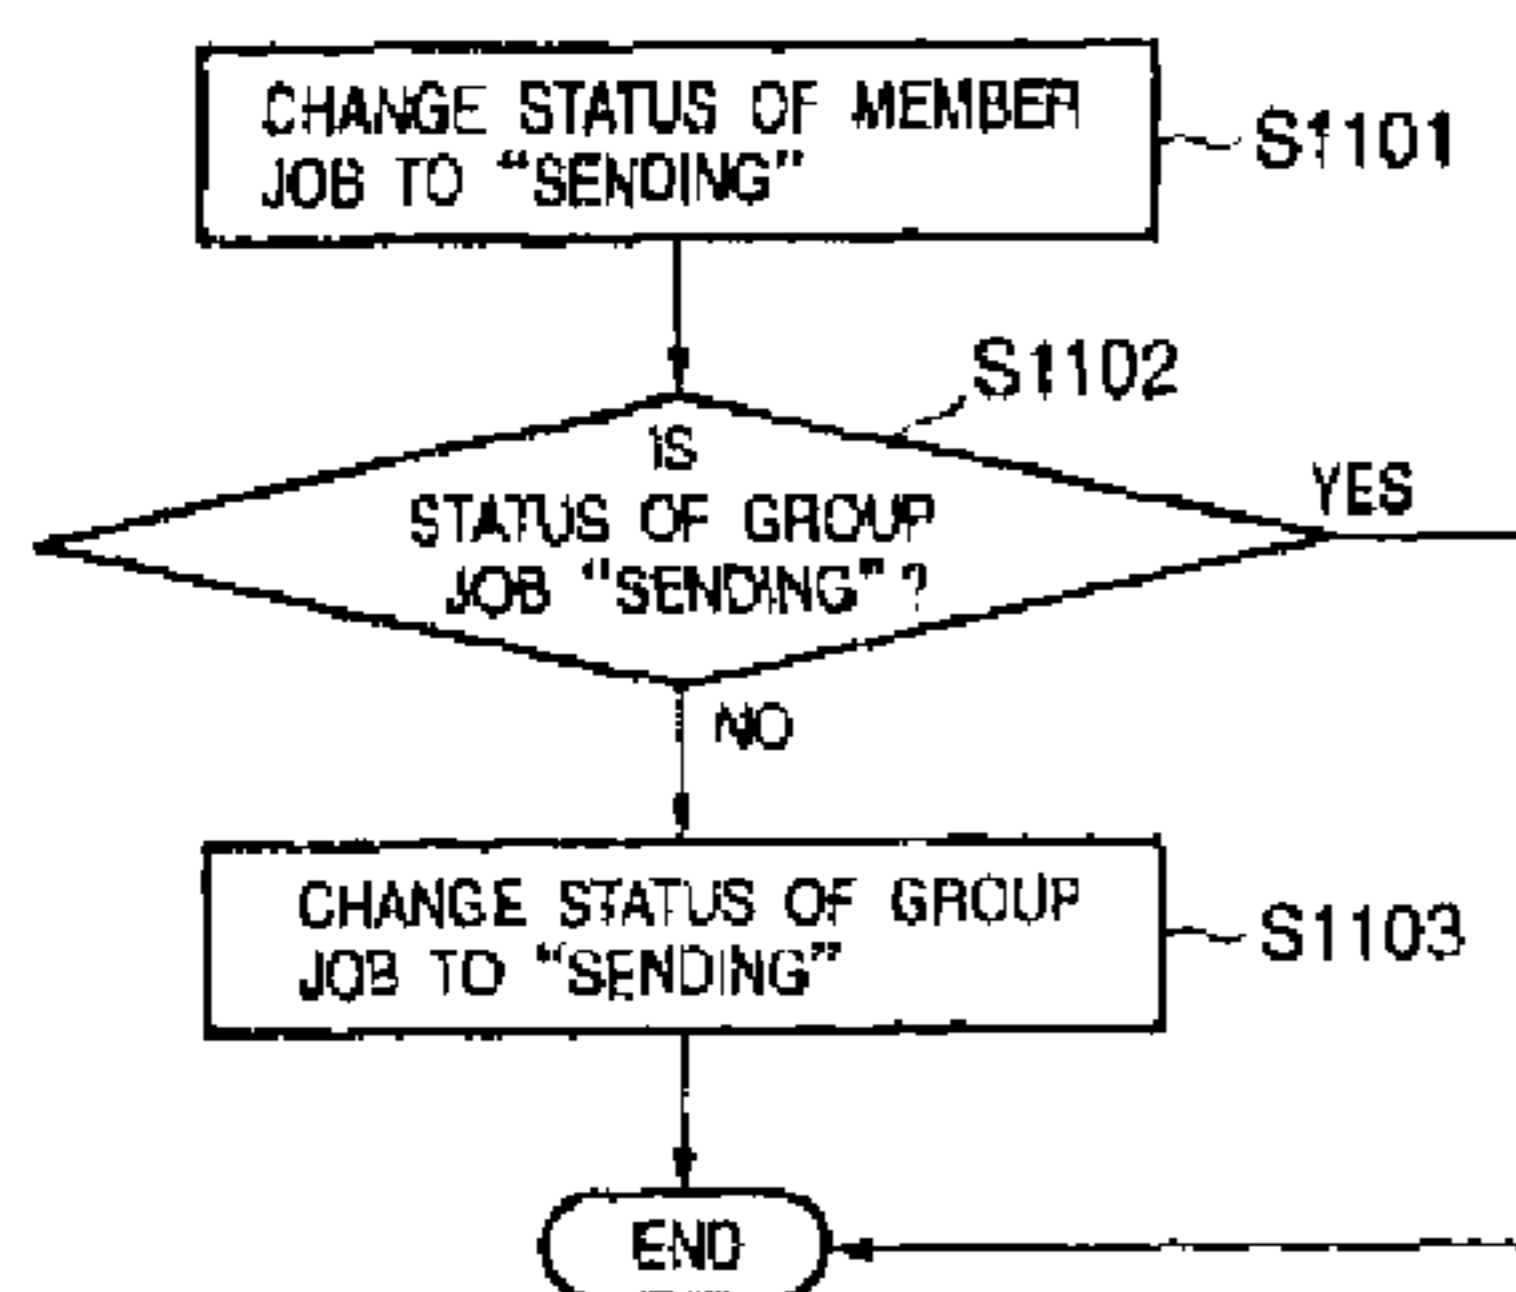 CHANGE STATUS OF MEMBER
JOB TO “SENDING”
S1101
S1102
IS
STATUS OF GROUP
JOB “SENDING”?
YES
NO
CHANGE STATUS OF GROUP
JOB TO “SENDING”
S1103
END